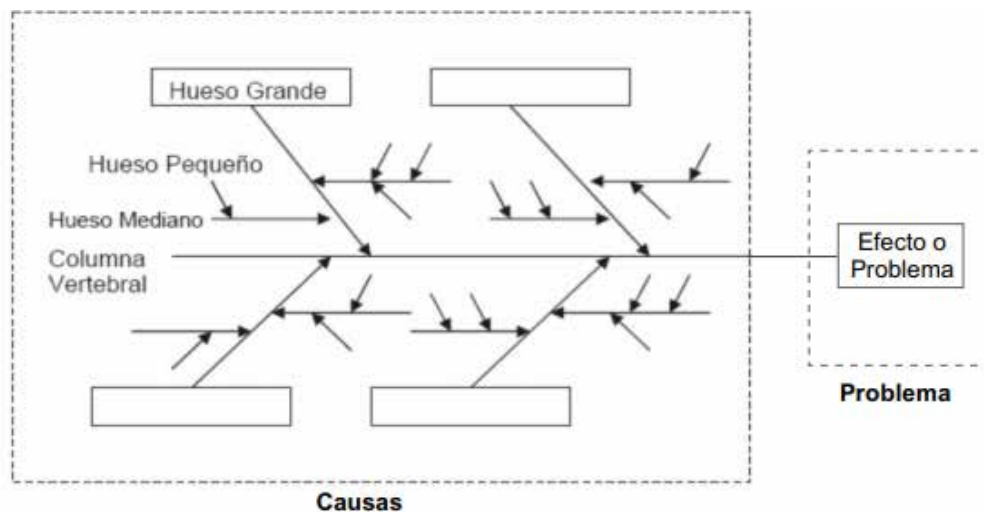 Hueso Grande
Hueso Pequeño
Hueso Mediano
Columna
Vertebral
Efecto o
Problema
Problema
Causas